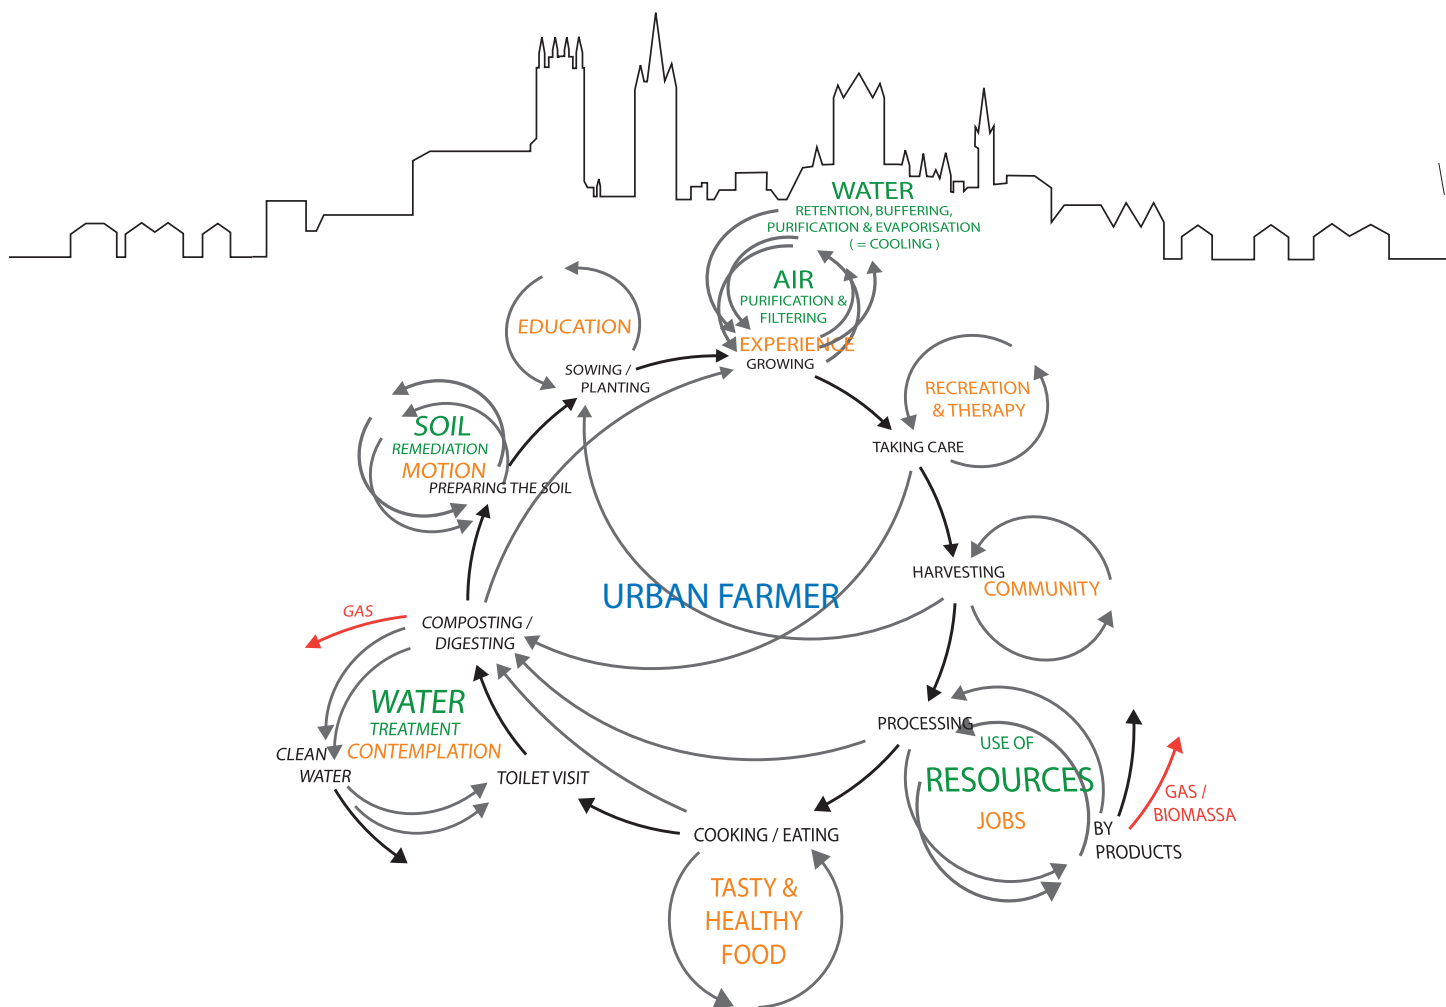 WATER
RETENTION, BUFFERING,
PURIFICATION & EVAPORISATION
( = COOLING )
AIR
PURIFICATION &
FILTERING
EXPERIENCE
GROWING
EDUCATION
SOWING /
PLANTING
RECREATION
& THERAPY
TAKING CARE
SOIL
REMEDIATION
MOTION
PREPARING THE SOIL
HARVESTING
COMMUNITY
URBAN FARMER
GAS
COMPOSTING /
DIGESTING
WATER
TREATMENT
CONTEMPLATION
CLEAN
WATER
TOILET VISIT
PROCESSING
USE OF
RESOURCES
JOBS
GAS /
BIOMASSA
BY
PRODUCTS
COOKING / EATING
TASTY &
HEALTHY
FOOD